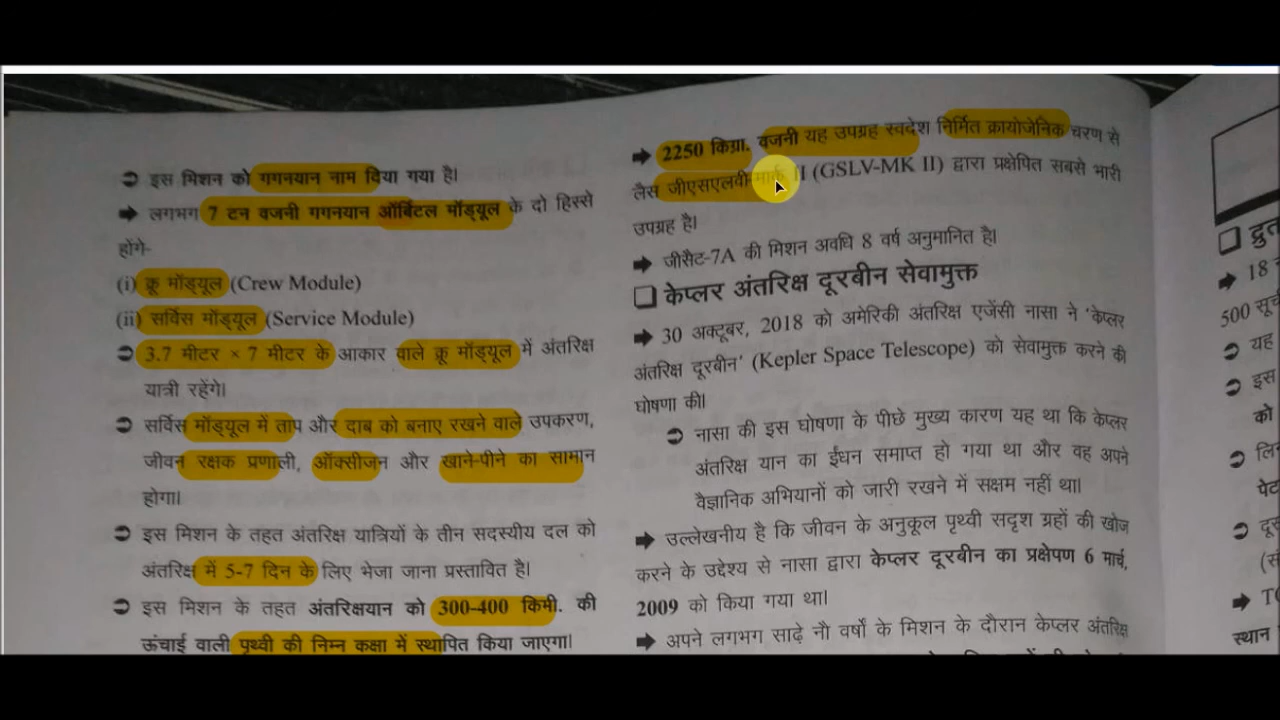 ➲ इस मिशन को गगनयान नाम दिया गया है।
➡ लगभग 7 टन वजनी गगनयान ऑर्बिटल मॉड्यूल के दो हिस्से
होंगे-
(i) क्रू मॉड्यूल (Crew Module)
(ii) सर्विस मॉड्यूल (Service Module)
➲ 3.7 मीटर × 7 मीटर के आकार वाले क्रू मॉड्यूल में अंतरिक्ष
यात्री रहेंगे।
➲ सर्विस मॉड्यूल में ताप और दाब को बनाए रखने वाले उपकरण,
जीवन रक्षक प्रणाली, ऑक्सीजन और खाने-पीने का सामान
होगा।
➲ इस मिशन के तहत अंतरिक्ष यात्रियों के तीन सदस्यीय दल को
अंतरिक्ष में 5-7 दिन के लिए भेजा जाना प्रस्तावित है।
➲ इस मिशन के तहत अंतरिक्षयान को 300-400 किमी. की
ऊंचाई वाली पृथ्वी की निम्न कक्षा में स्थापित किया जाएगा।
➡ 2250 किग्रा. वजनी यह उपग्रह स्वदेश निर्मित क्रायोजेनिक चरण से
लैस जीएसएलवी-मार्क II (GSLV-MK II) द्वारा प्रक्षेपित सबसे भारी
उपग्रह है।
➡ जीसैट-7A की मिशन अवधि 8 वर्ष अनुमानित है।
❑ केप्लर अंतरिक्ष दूरबीन सेवामुक्त
➡ 30 अक्टूबर, 2018 को अमेरिकी अंतरिक्ष एजेंसी नासा ने 'केप्लर
अंतरिक्ष दूरबीन' (Kepler Space Telescope) को सेवामुक्त करने की
घोषणा की।
➲ नासा की इस घोषणा के पीछे मुख्य कारण यह था कि केप्लर
अंतरिक्ष यान का ईंधन समाप्त हो गया था और वह अपने
वैज्ञानिक अभियानों को जारी रखने में सक्षम नहीं था।
➡ उल्लेखनीय है कि जीवन के अनुकूल पृथ्वी सदृश ग्रहों की खोज
करने के उद्देश्य से नासा द्वारा केप्लर दूरबीन का प्रक्षेपण 6 मार्च,
2009 को किया गया था।
➡ अपने लगभग साढ़े नौ वर्षों के मिशन के दौरान केप्लर अंतरिक्ष
❑
➡ 18
500
➲ यह
➲ इस
को
➲
➲
➡
स्थान